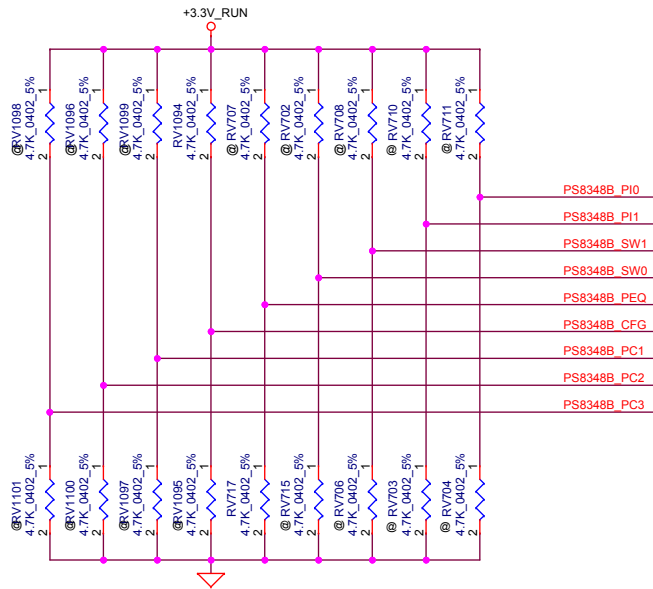 +3.3V_RUN
@RV1098
4.7K_0402_5%
1
2
@RV1096
4.7K_0402_5%
1
2
@RV1099
4.7K_0402_5%
1
2
RV1094
4.7K_0402_5%
1
2
@ RV707
4.7K_0402_5%
1
2
@ RV702
4.7K_0402_5%
1
2
@ RV708
4.7K_0402_5%
1
2
@ RV710
4.7K_0402_5%
1
2
@ RV711
4.7K_0402_5%
1
2
PS8348B_PI0
PS8348B_PI1
PS8348B_SW1
PS8348B_SW0
PS8348B_PEQ
PS8348B_CFG
PS8348B_PC1
PS8348B_PC2
PS8348B_PC3
@RV1101
4.7K_0402_5%
1
2
@RV1100
4.7K_0402_5%
1
2
@RV1097
4.7K_0402_5%
1
2
@RV1095
4.7K_0402_5%
1
2
RV717
4.7K_0402_5%
1
2
@ RV715
4.7K_0402_5%
1
2
@ RV706
4.7K_0402_5%
1
2
@ RV703
4.7K_0402_5%
1
2
@ RV704
4.7K_0402_5%
1
2